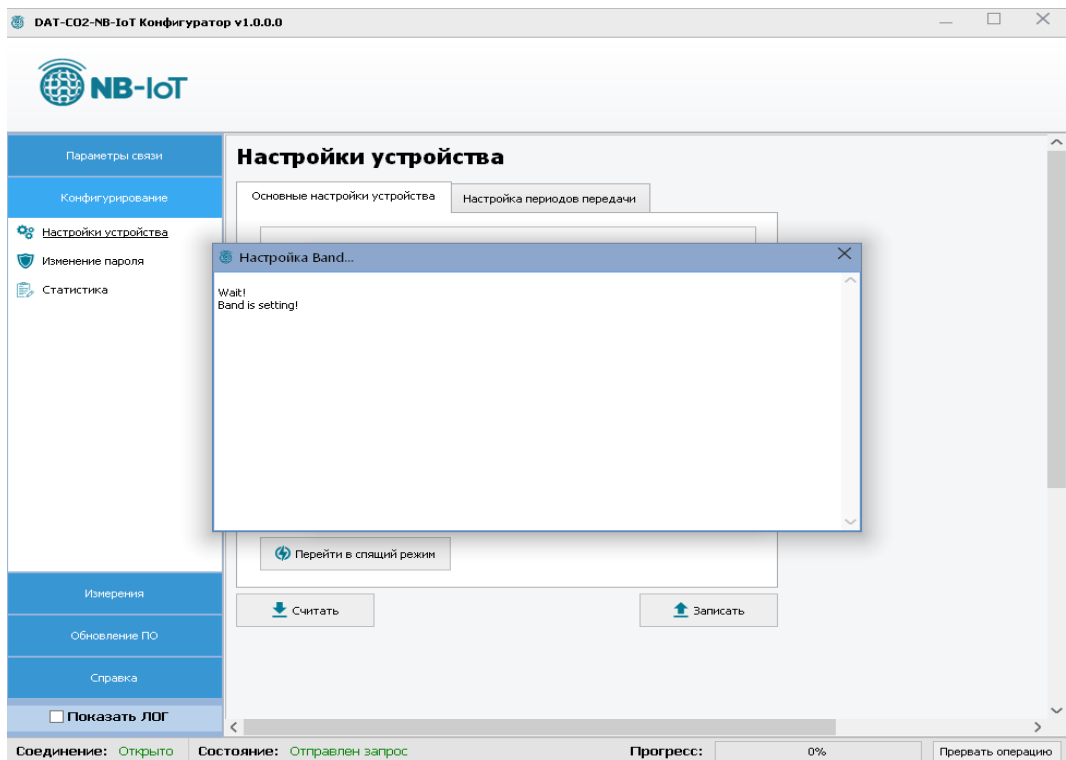 DAT-CO2-NB-IoT Конфигуратор v1.0.0.0
NB-IoT
Параметры связи
Конфигурирование
Настройки устройства
Изменение пароля
Статистика
Настройки устройства
Основные настройки устройства
Настройка периодов передачи
Настройка Band...
Wait!
Band is setting!
Перейти в спящий режим
Считать
Записать
Измерения
Обновление ПО
Справка
Показать ЛОГ
Соединение: Открыто Состояние: Отправлен запрос Прогресс: 0% Прервать операцию